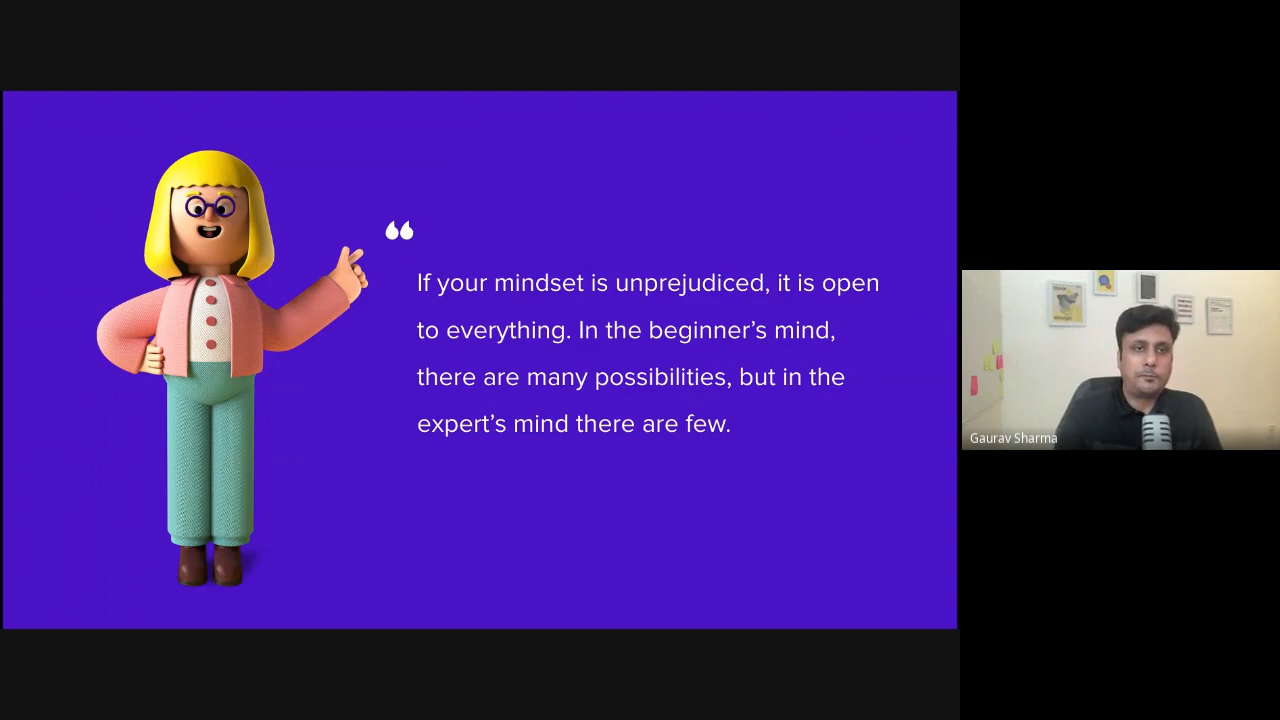 “
If your mindset is unprejudiced, it is open
to everything. In the beginner’s mind,
there are many possibilities, but in the
expert’s mind there are few.
Gaurav Sharma